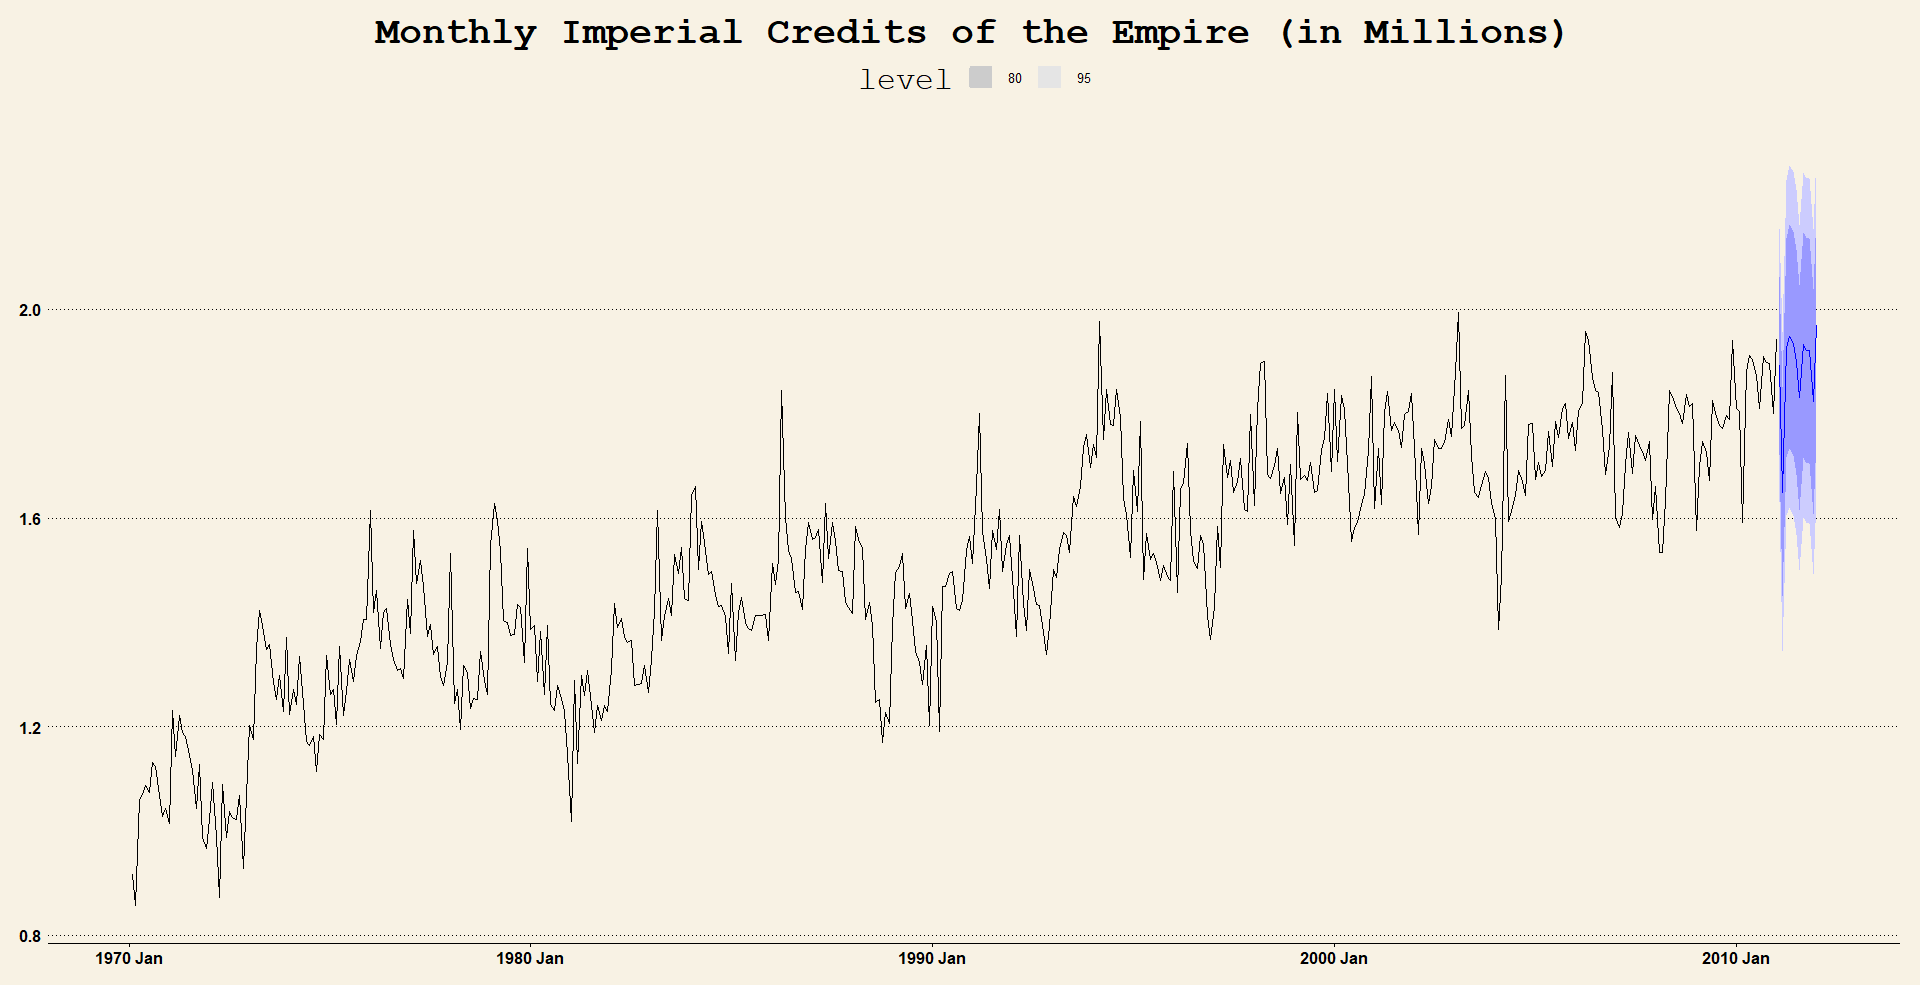 Monthly Imperial Credits of the Empire (in Millions)
level 80 95
2.0
1.6
1.2
0.8
1970 Jan 1980 Jan 1990 Jan 2000 Jan 2010 Jan